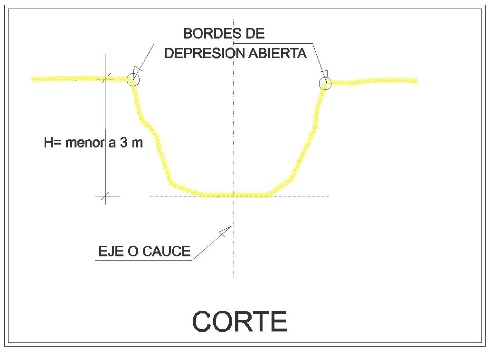 BORDES DE
DEPRESION ABIERTA
H= menor a 3 m
EJE O CAUCE
CORTE